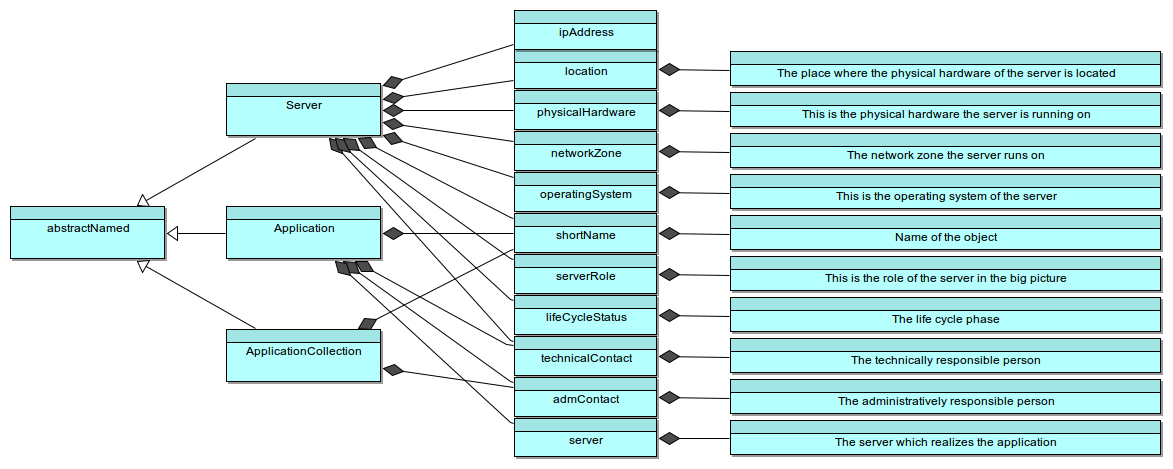 ipAddress
location
The place where the physical hardware of the server is located
Server
physicalHardware
This is the physical hardware the server is running on
networkZone
The network zone the server runs on
operatingSystem
This is the operating system of the server
abstractNamed
Application
shortName
Name of the object
serverRole
This is the role of the server in the big picture
lifeCycleStatus
The life cycle phase
ApplicationCollection
technicalContact
The technically responsible person
admContact
The administratively responsible person
server
The server which realizes the application